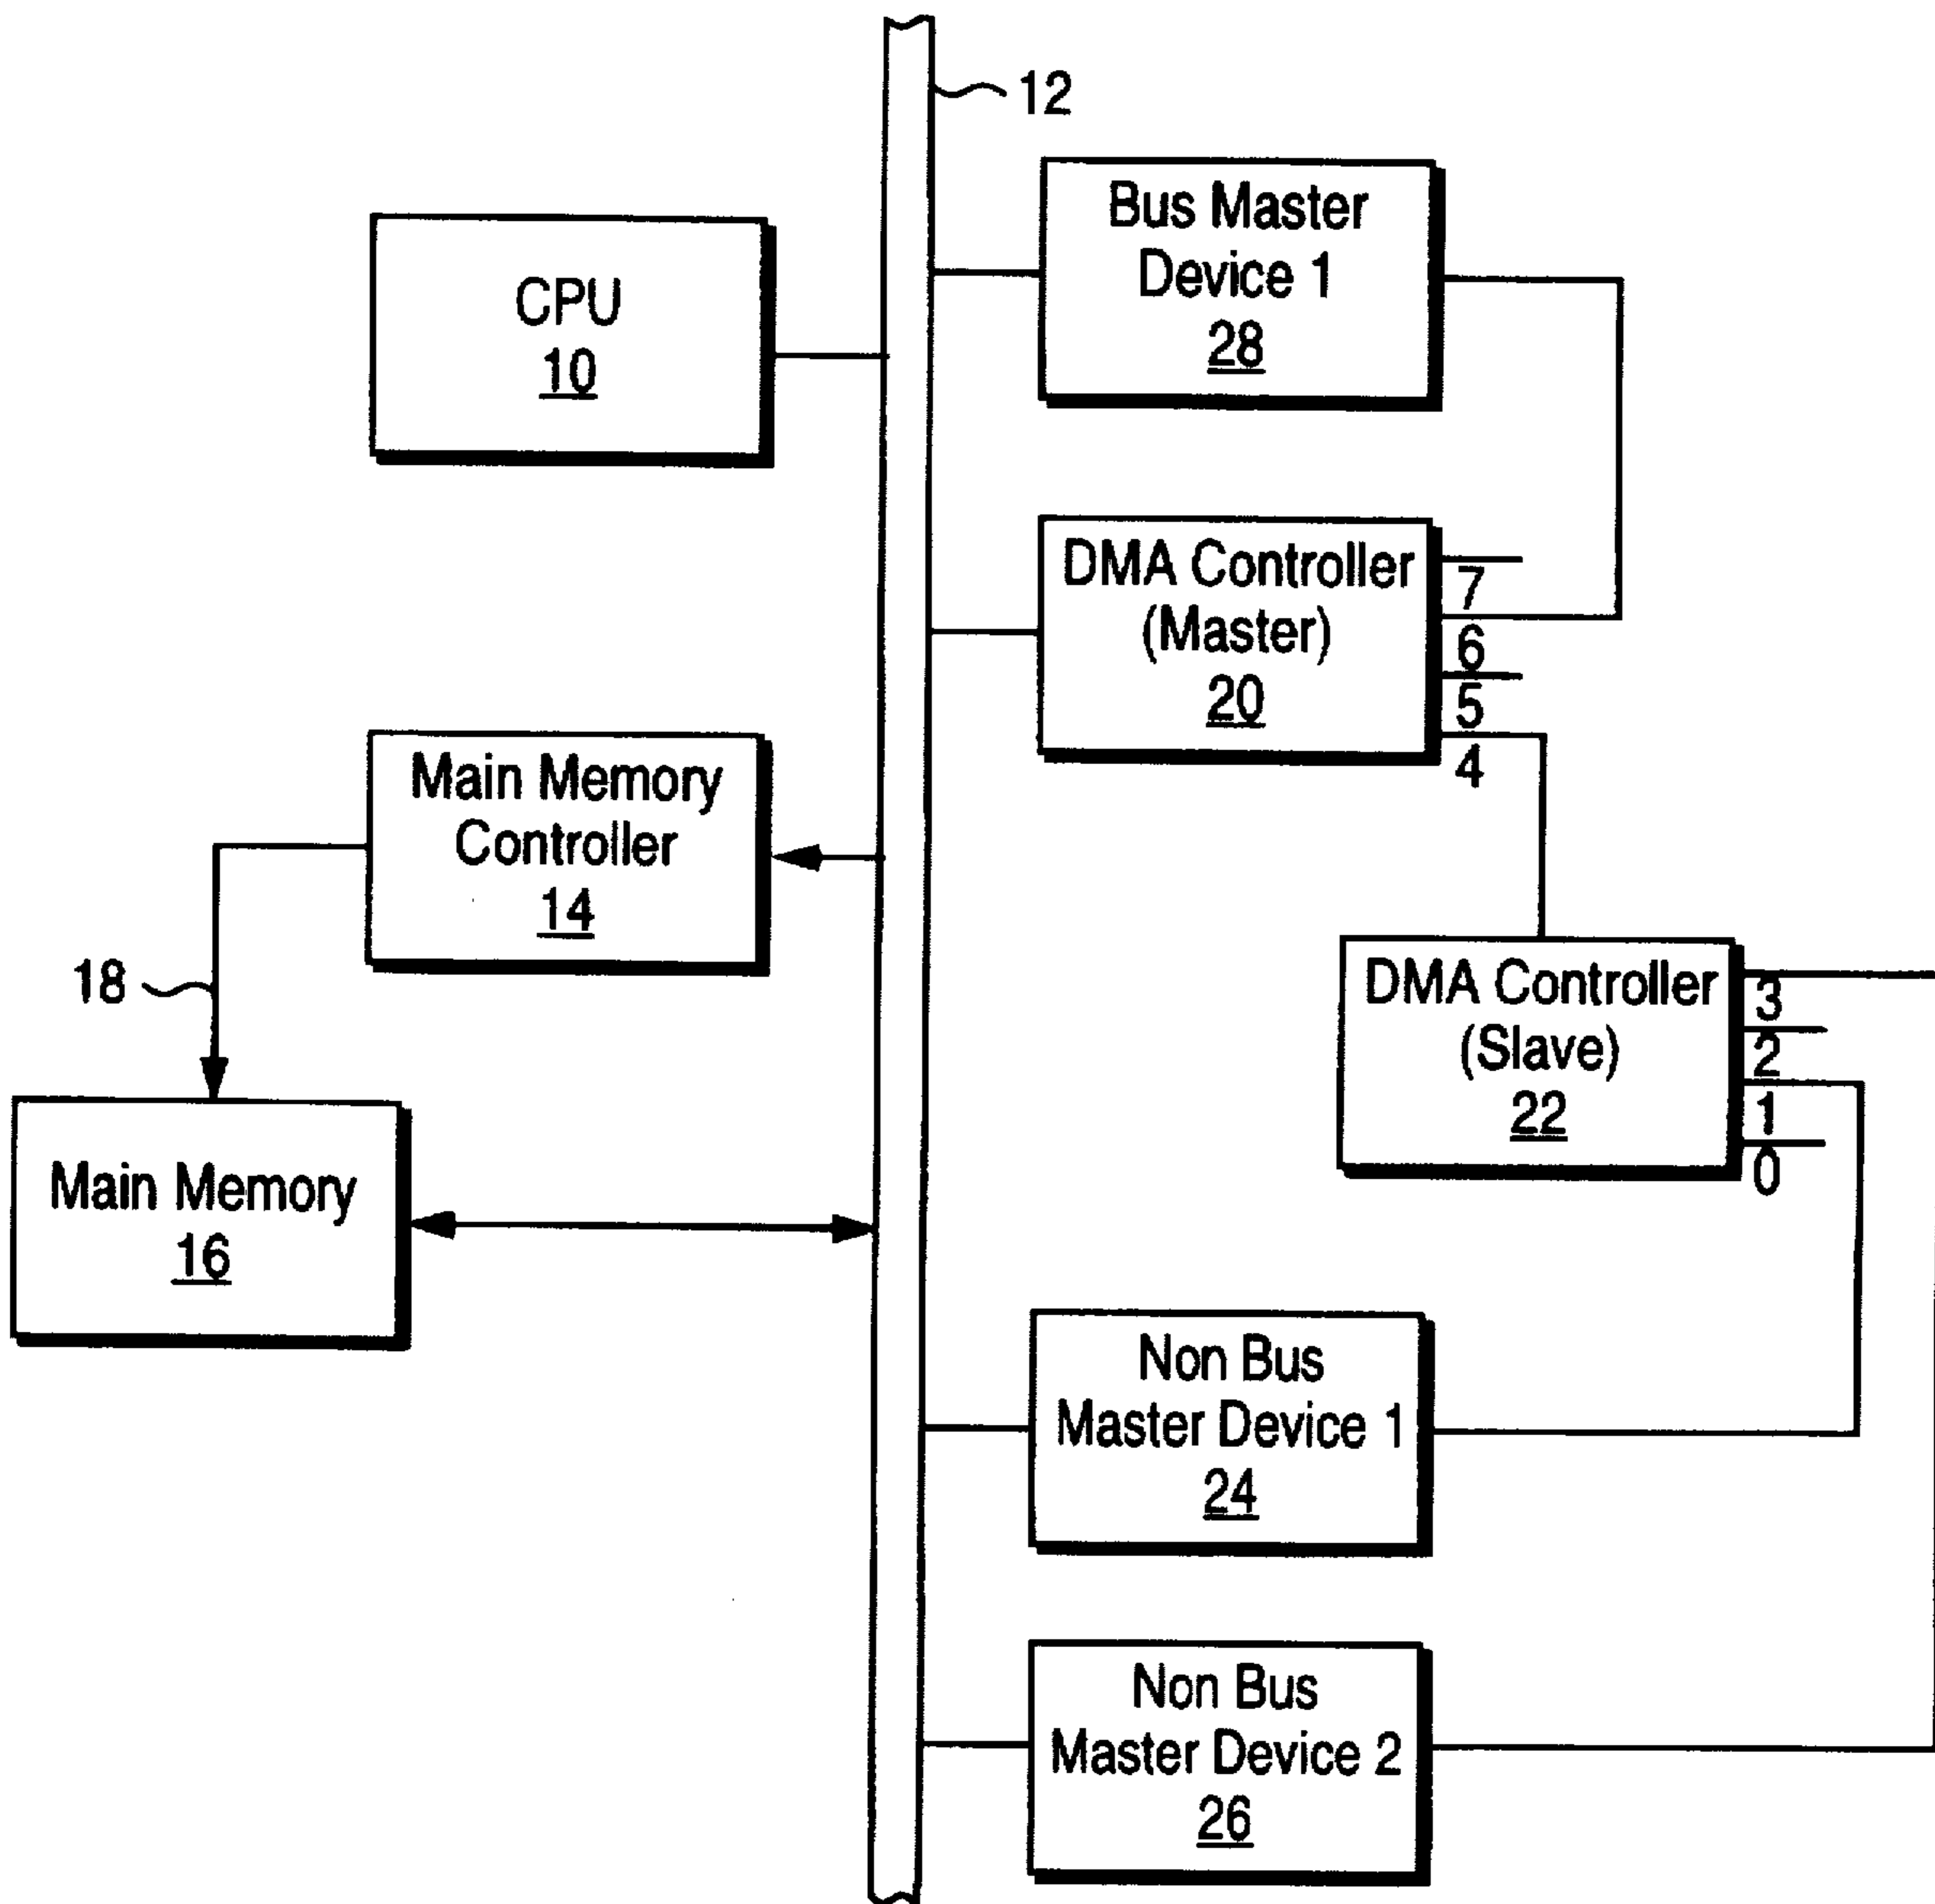 12
Bus Master
Device 1
28
CPU
10
DMA Controller
(Master)
20
7
6
5
4
Main Memory
Controller
14
18
DMA Controller
(Slave)
22
3
2
1
0
Main Memory
16
Non Bus
Master Device 1
24
Non Bus
Master Device 2
26